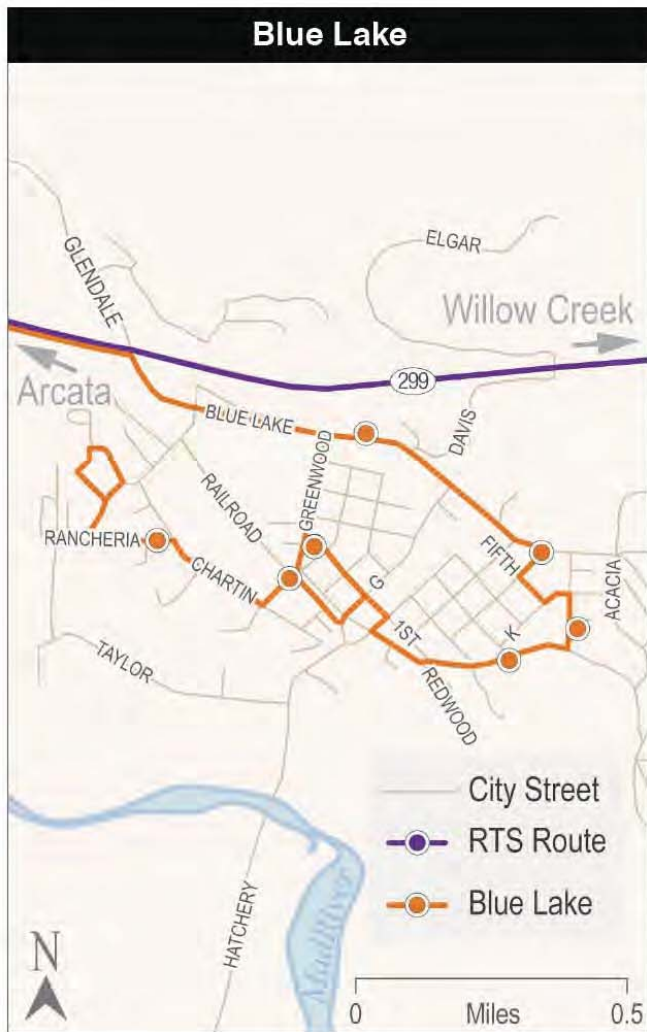 Blue Lake
ELGAR
GLENDALE
Willow Creek
299
Arcata
BLUE LAKE
DAVIS
GREENWOOD
RAILROAD
RANCHERIA
FIFTH
CHARTIN
G
ACACIA
1ST
K
TAYLOR
REDWOOD
City Street
RTS Route
Blue Lake
HATCHERY
MadRiver
N
0 Miles 0.5